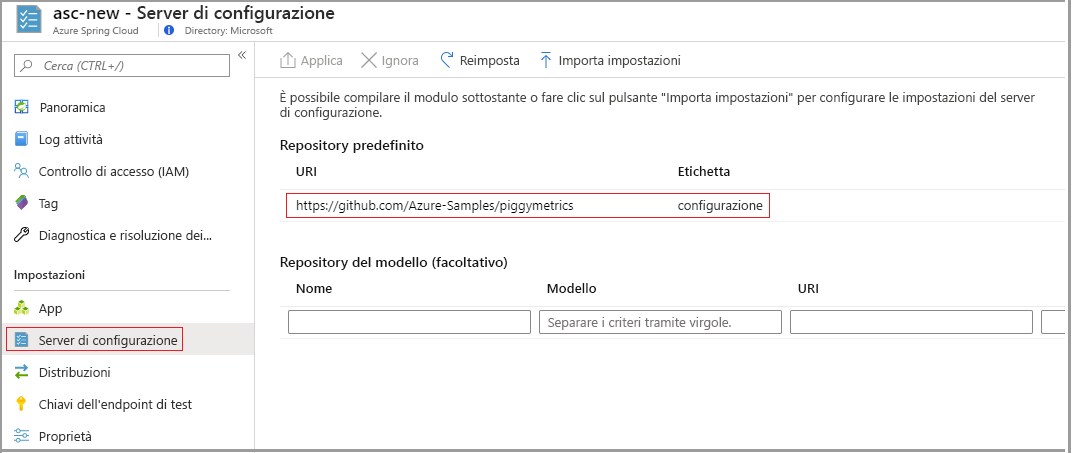 asc-new - Server di configurazione
Azure Spring Cloud
Directory: Microsoft
Cerca (CTRL+/)
Panoramica
Log attività
Controllo di accesso (IAM)
Tag
Diagnostica e risoluzione dei...
Impostazioni
App
Server di configurazione
Distribuzioni
Chiavi dell'endpoint di test
Proprietà
Applica
Ignora
Reimposta
Importa impostazioni
È possibile compilare il modulo sottostante o fare clic sul pulsante "Importa impostazioni" per configurare le impostazioni del server
di configurazione.
Repository predefinito
URI
Etichetta
https://github.com/Azure-Samples/piggymetrics
configurazione
Repository del modello (facoltativo)
Nome
Modello
URI
Separare i criteri tramite virgole.